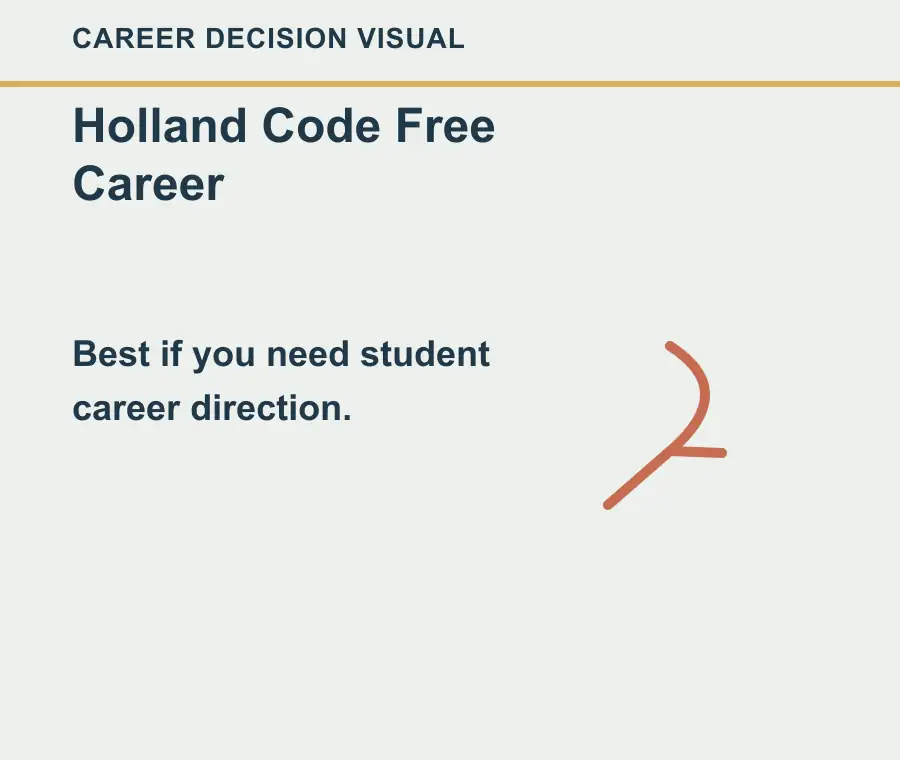 CAREER DECISION VISUAL
Holland Code Free
Career
Best if you need student
career direction.